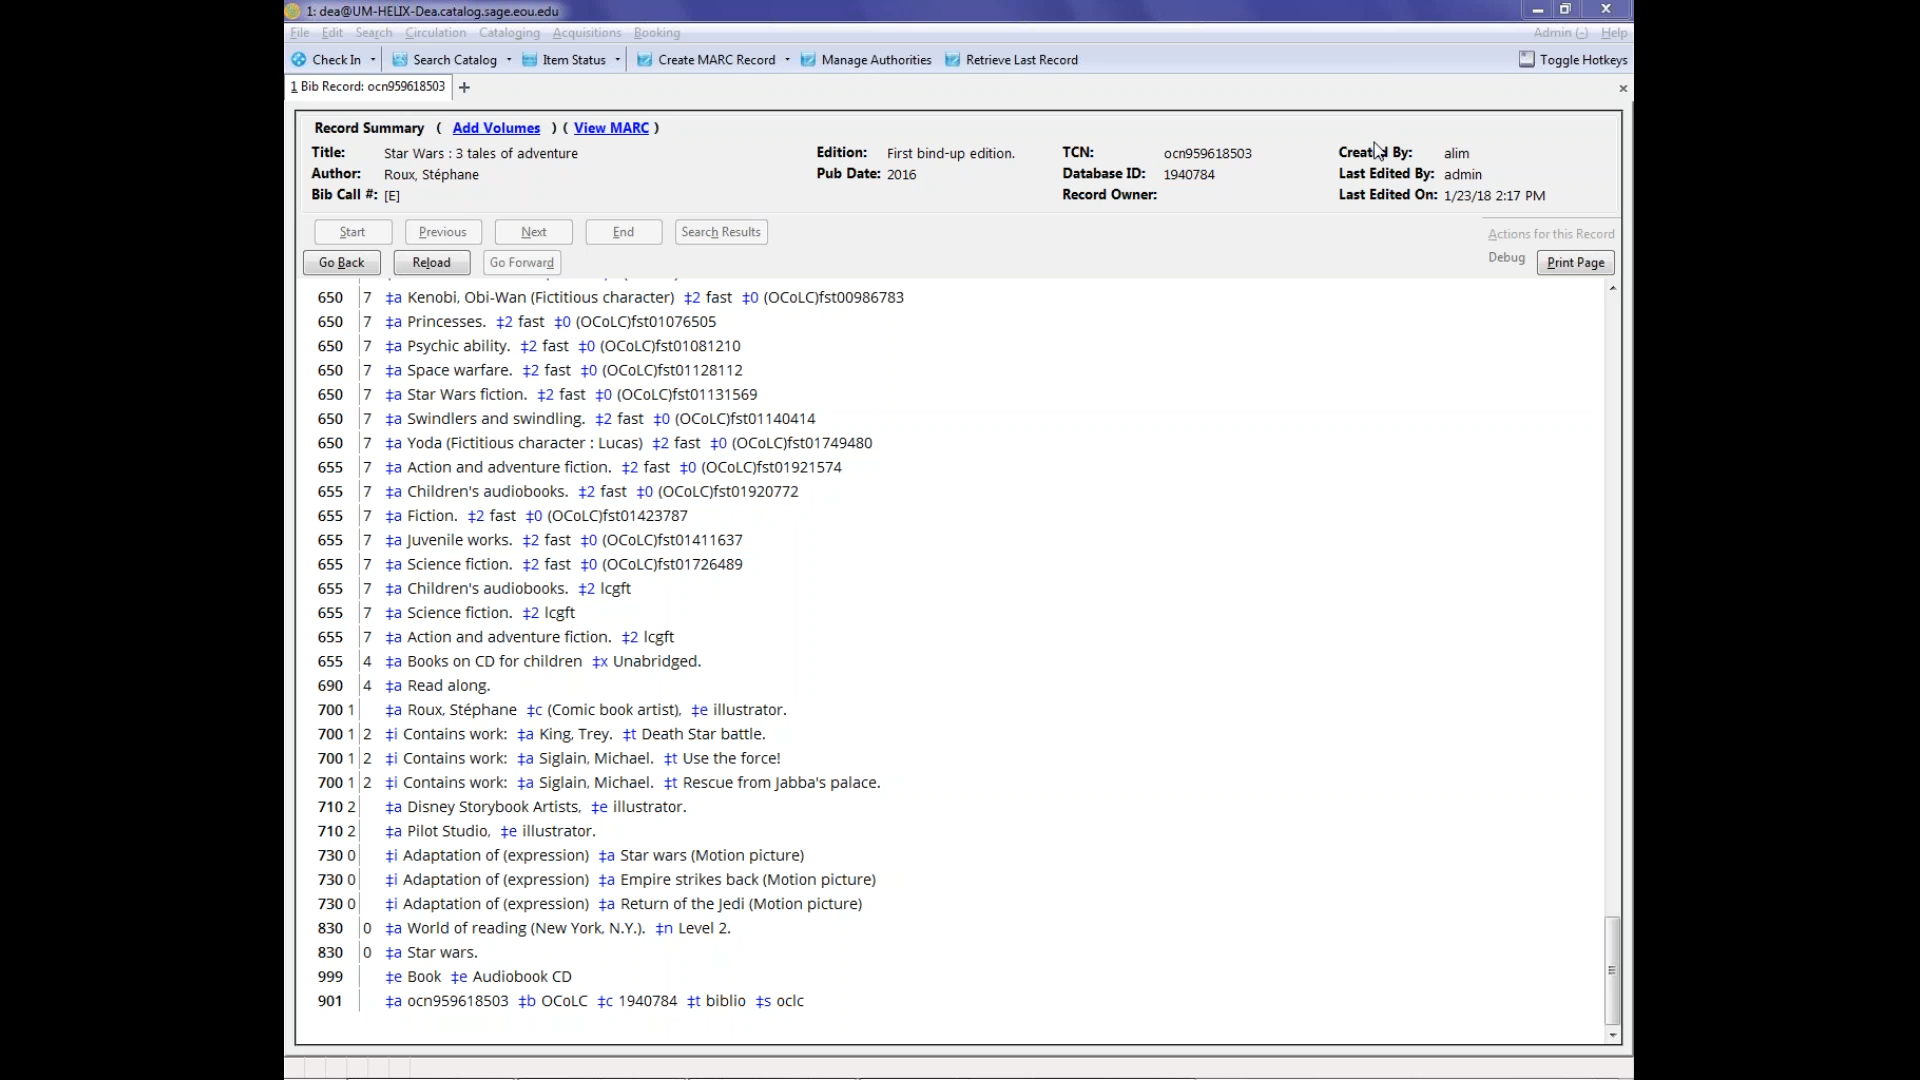 1: dea@UM-HELIX-Dea.catalog.sage.eou.edu
File Edit Search Circulation Cataloging Acquisitions Booking Admin (-) Help
Check In Search Catalog Item Status Create MARC Record Manage Authorities Retrieve Last Record Toggle Hotkeys
1 Bib Record: ocn959618503 +
Record Summary ( Add Volumes ) ( View MARC )
Title: Star Wars : 3 tales of adventure Edition: First bind-up edition. TCN: ocn959618503 Created By: alim
Author: Roux, Stéphane Pub Date: 2016 Database ID: 1940784 Last Edited By: admin
Bib Call #: [E] Record Owner: Last Edited On: 1/23/18 2:17 PM
Start Previous Next End Search Results Actions for this Record
Go Back Reload Go Forward Debug Print Page
650 7 ‡a Kenobi, Obi-Wan (Fictitious character) ‡2 fast ‡0 (OCoLC)fst00986783
650 7 ‡a Princesses. ‡2 fast ‡0 (OCoLC)fst01076505
650 7 ‡a Psychic ability. ‡2 fast ‡0 (OCoLC)fst01081210
650 7 ‡a Space warfare. ‡2 fast ‡0 (OCoLC)fst01128112
650 7 ‡a Star Wars fiction. ‡2 fast ‡0 (OCoLC)fst01131569
650 7 ‡a Swindlers and swindling. ‡2 fast ‡0 (OCoLC)fst01140414
650 7 ‡a Yoda (Fictitious character : Lucas) ‡2 fast ‡0 (OCoLC)fst01749480
655 7 ‡a Action and adventure fiction. ‡2 fast ‡0 (OCoLC)fst01921574
655 7 ‡a Children's audiobooks. ‡2 fast ‡0 (OCoLC)fst01920772
655 7 ‡a Fiction. ‡2 fast ‡0 (OCoLC)fst01423787
655 7 ‡a Juvenile works. ‡2 fast ‡0 (OCoLC)fst01411637
655 7 ‡a Science fiction. ‡2 fast ‡0 (OCoLC)fst01726489
655 7 ‡a Children's audiobooks. ‡2 lcgft
655 7 ‡a Science fiction. ‡2 lcgft
655 7 ‡a Action and adventure fiction. ‡2 lcgft
655 4 ‡a Books on CD for children ‡x Unabridged.
690 4 ‡a Read along.
700 1 ‡a Roux, Stéphane ‡c (Comic book artist), ‡e illustrator.
700 1 2 ‡i Contains work: ‡a King, Trey. ‡t Death Star battle.
700 1 2 ‡i Contains work: ‡a Siglain, Michael. ‡t Use the force!
700 1 2 ‡i Contains work: ‡a Siglain, Michael. ‡t Rescue from Jabba's palace.
710 2 ‡a Disney Storybook Artists, ‡e illustrator.
710 2 ‡a Pilot Studio, ‡e illustrator.
730 0 ‡i Adaptation of (expression) ‡a Star wars (Motion picture)
730 0 ‡i Adaptation of (expression) ‡a Empire strikes back (Motion picture)
730 0 ‡i Adaptation of (expression) ‡a Return of the Jedi (Motion picture)
830 0 ‡a World of reading (New York, N.Y.). ‡n Level 2.
830 0 ‡a Star wars.
999 ‡e Book ‡e Audiobook CD
901 ‡a ocn959618503 ‡b OCoLC ‡c 1940784 ‡t biblio ‡s oclc